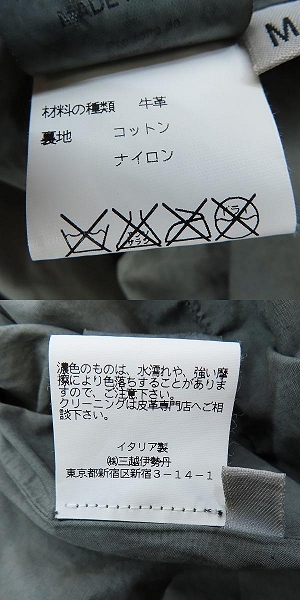 MADE
M
材料の種類　牛革
裏地　コットン
ナイロン
濃色のものは、水濡れや、強い摩
擦により色落ちすることがありま
すので、ご注意下さい。
クリーニングは皮革専門店へご相
談下さい。
イタリア製
㈱三越伊勢丹
東京都新宿区新宿３－１４－１